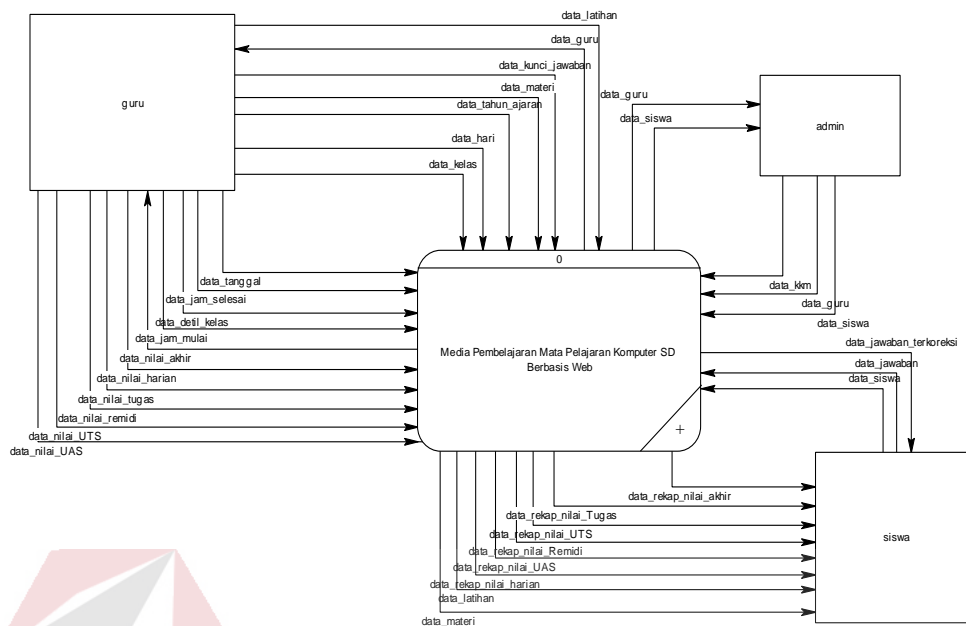 data_latihan
data_guru
data_kunci_jawaban
data_materi
data_tahun_ajaran
data_hari
data_kelas
guru
data_guru
data_siswa
admin
0
data_tanggal
data_jam_selesai
data_detil_kelas
data_jam_mulai
data_nilai_akhir
data_nilai_harian
data_nilai_tugas
data_nilai_remidi
data_nilai_UTS
data_nilai_UAS
Media Pembelajaran Mata Pelajaran Komputer SD
Berbasis Web
+
data_kkm
data_guru
data_siswa
data_jawaban_terkoreksi
data_jawaban
data_siswa
data_rekap_nilai_akhir
data_rekap_nilai_Tugas
data_rekap_nilai_UTS
data_rekap_nilai_Remidi
data_rekap_nilai_UAS
data_rekap_nilai_harian
data_latihan
data_materi
siswa